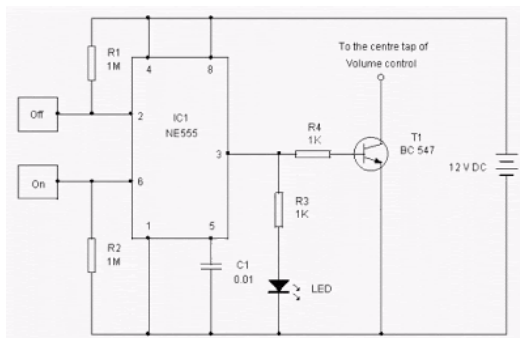 To the centre tap of
Volume control
R1
1M
4
8
Off
2
IC1
NE555
R4
1K
T1
BC 547
3
12 V DC
On
6
R3
1K
1
5
R2
1M
C1
0.01
LED